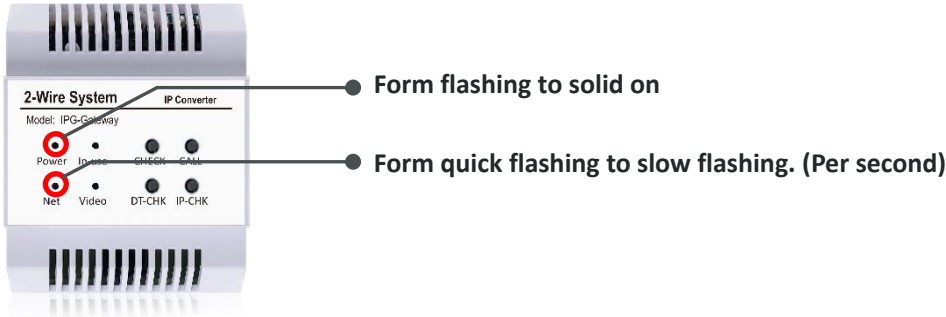 Form flashing to solid on
2-Wire System IP Converter
Model: IPG-Gateway
Power In-use CHECK CALL
Form quick flashing to slow flashing. (Per second)
Net Video DT-CHK IP-CHK